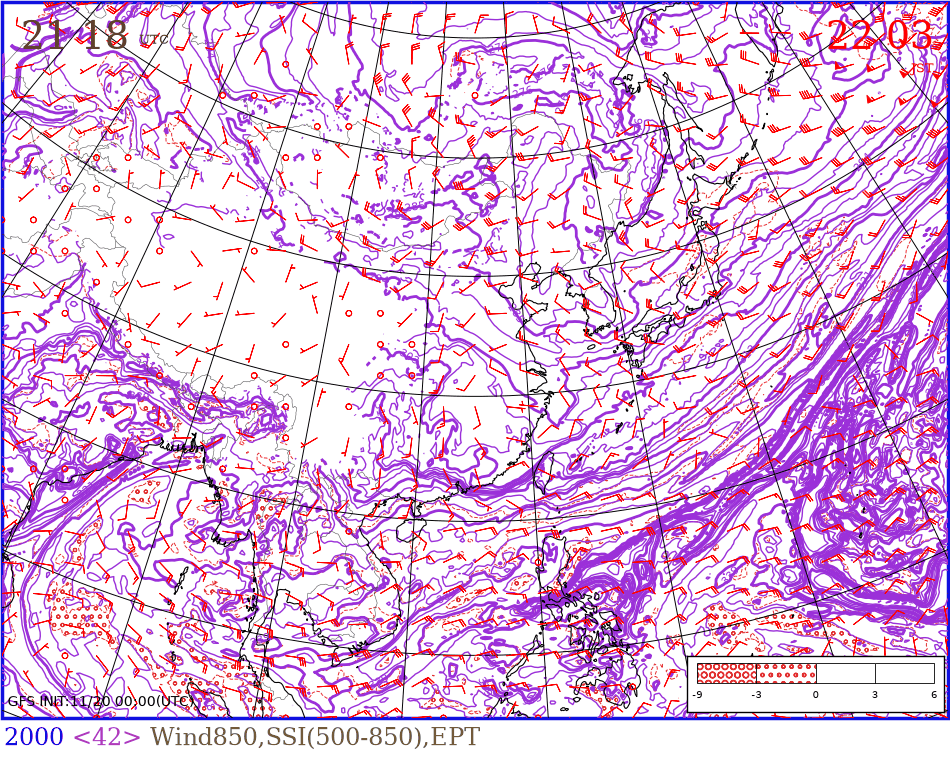 21 18 UTC 22 03 JST
-9 -3 0 3 6
GFS INIT:11/20 00:00(UTC)
2000 <42> Wind850,SSI(500-850),EPT